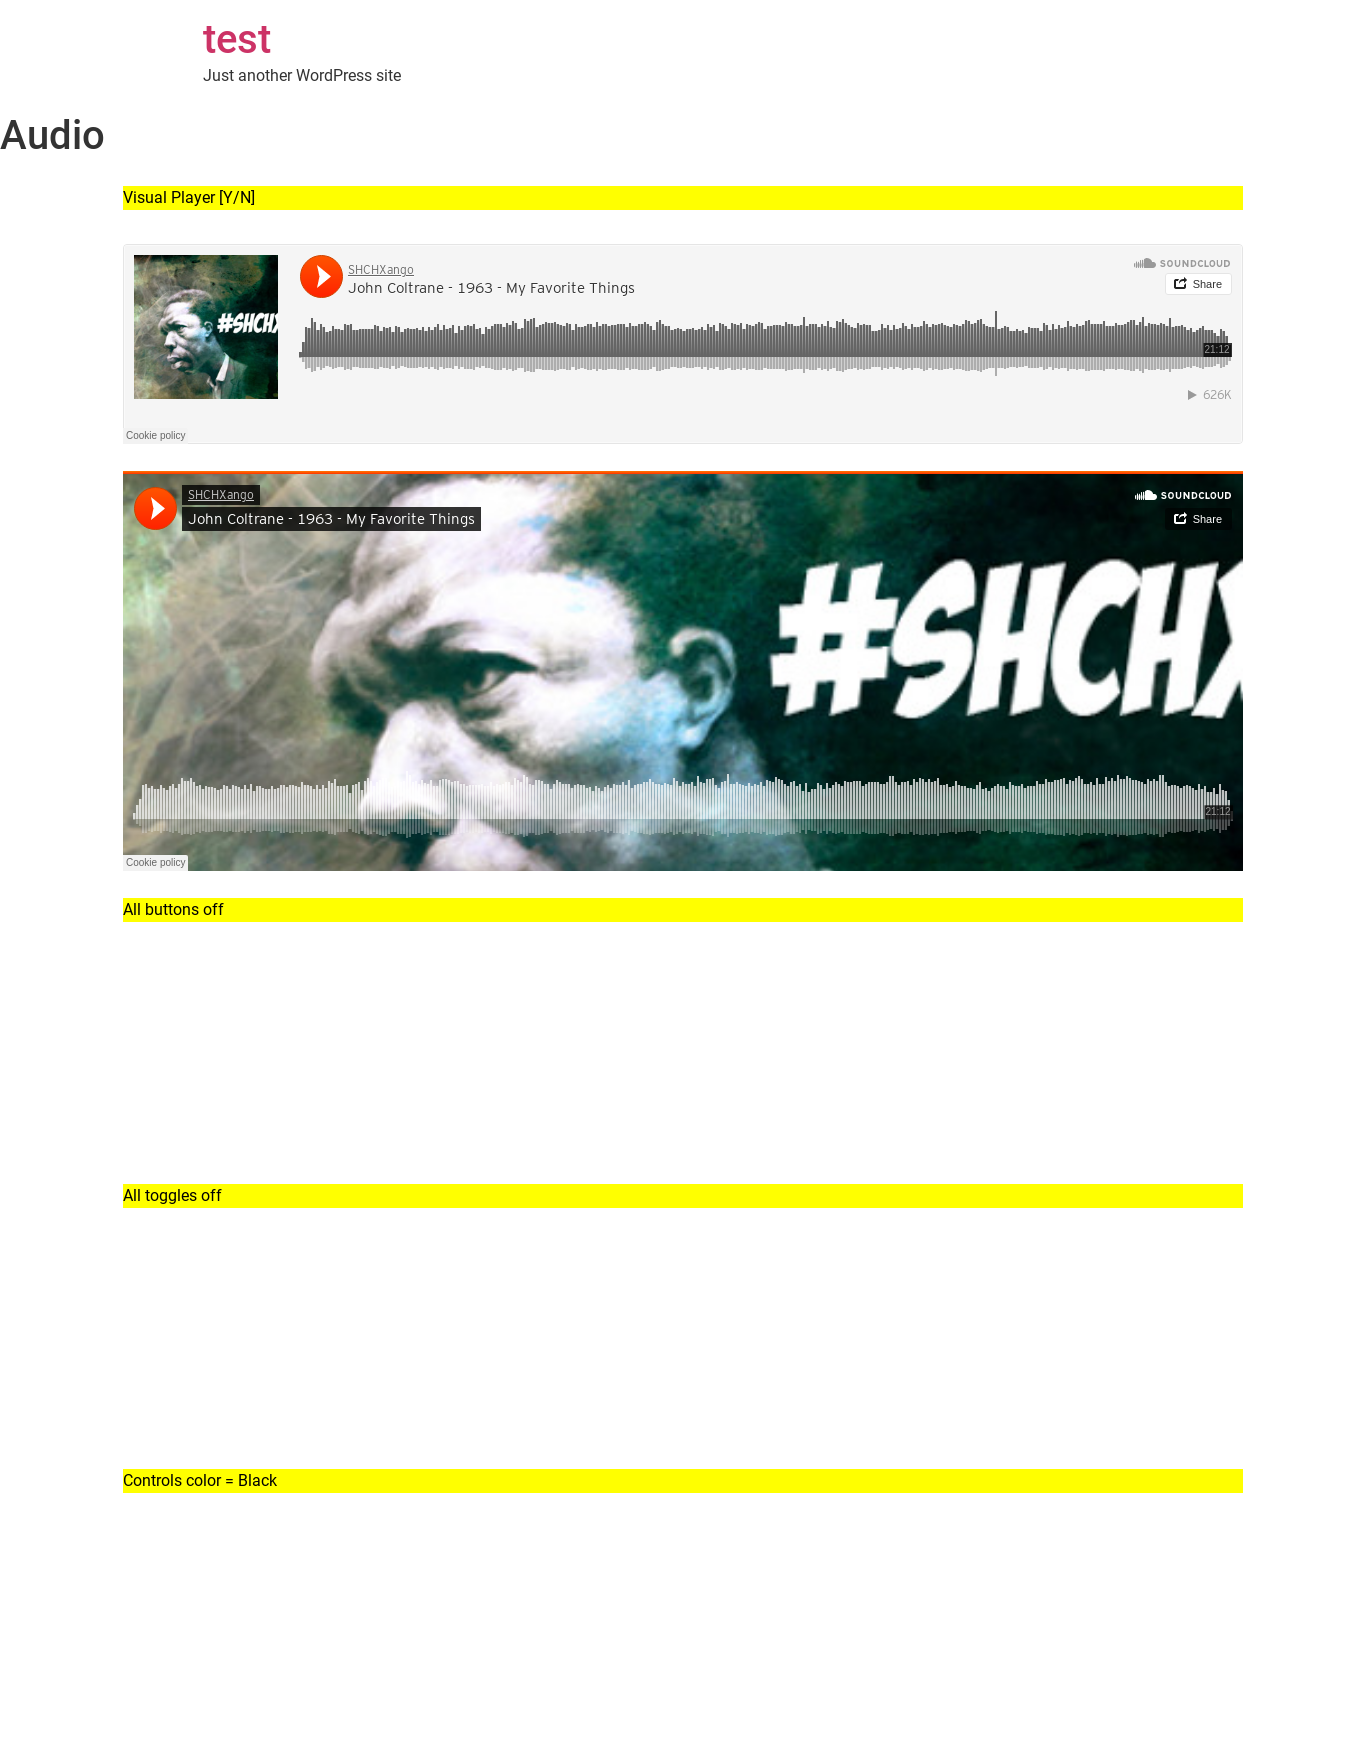 test
Just another WordPress site
Audio
Visual Player [Y/N]
SHCHXango
John Coltrane - 1963 - My Favorite Things
SOUNDCLOUD
Share
#SHCHX
21:12
626K
Cookie policy
SHCHXango
John Coltrane - 1963 - My Favorite Things
SOUNDCLOUD
Share
#SHCHX
21:12
Cookie policy
All buttons off
All toggles off
Controls color = Black